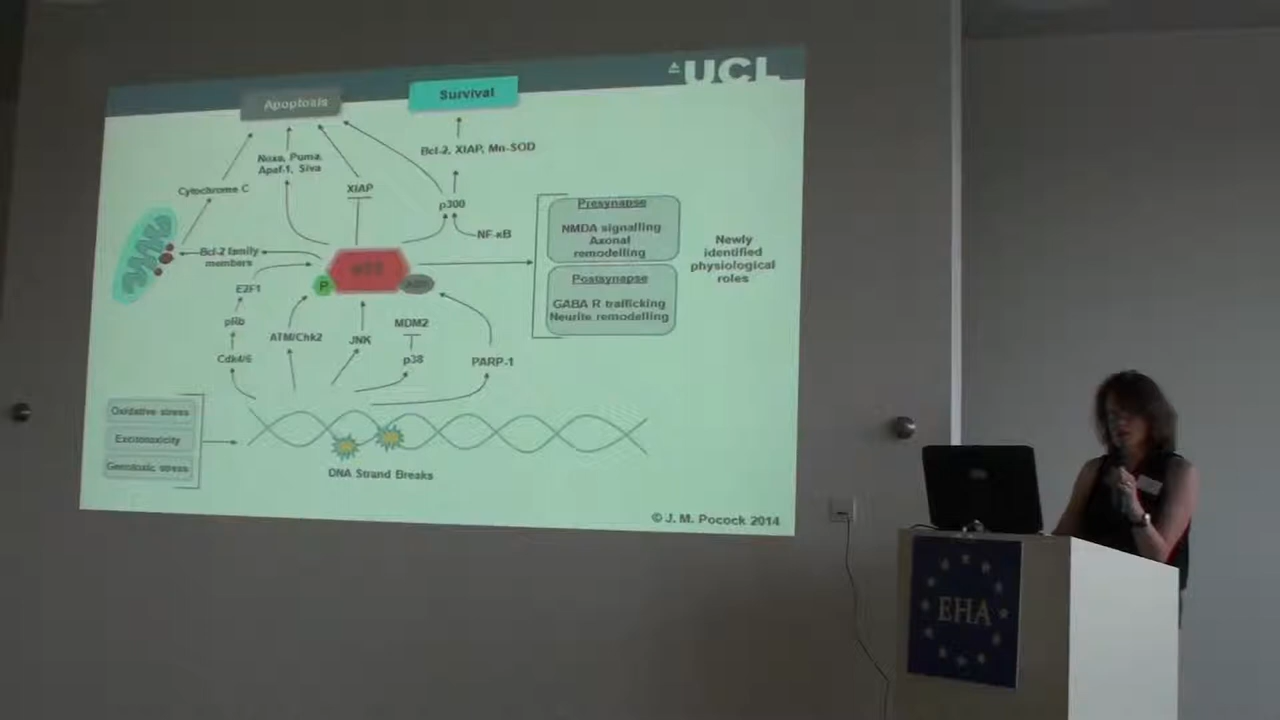 UCL
Apoptosis
Survival
Noxa, Puma,
Apaf-1, Siva
Bcl-2, XIAP, Mn-SOD
Cytochrome C
XIAP
p300
NF-κB
Presynapse
NMDA signalling
Axonal
remodelling
Newly
identified
physiological
roles
Bcl-2 family
members
p53
P
Postsynapse
GABA R trafficking
Neurite remodelling
E2F1
pRb
ATM/Chk2
JNK
MDM2
Cdk4/6
p38
PARP-1
Oxidative stress
Excitotoxicity
Genotoxic stress
DNA Strand Breaks
© J. M. Pocock 2014
EHA